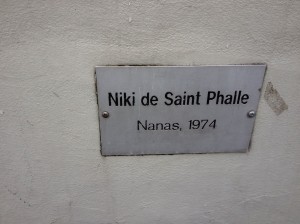 Niki de Saint Phalle
Nanas, 1974